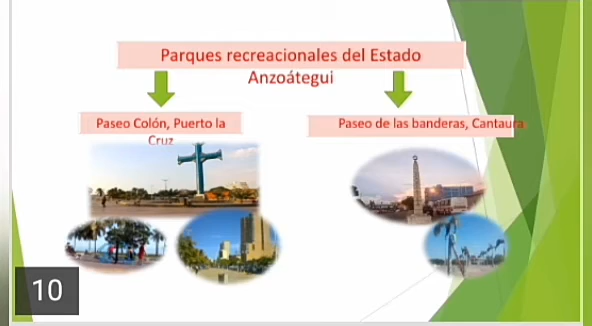 Parques recreacionales del Estado
Anzoátegui
Paseo Colón, Puerto la
Cruz
Paseo de las banderas, Cantaura
10